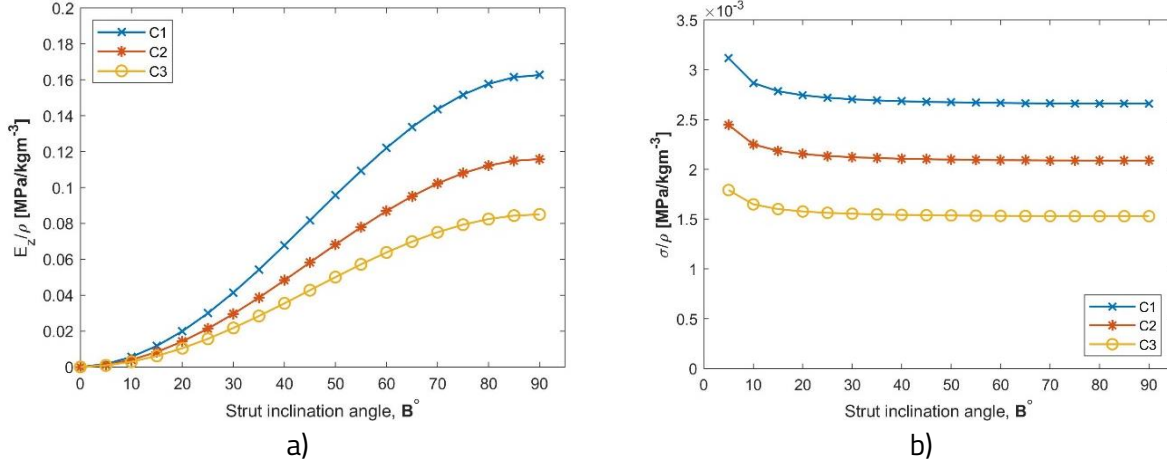 0.2
0.18
0.16
0.14
0.12
0.1
0.08
0.06
0.04
0.02
0
E_z/ρ [MPa/kgm⁻³]
C1
C2
C3
0 10 20 30 40 50 60 70 80 90
Strut inclination angle, B°
a)
×10⁻³
3.5
3
2.5
2
1.5
1
0.5
0
σ/ρ [MPa/kgm⁻³]
C1
C2
C3
0 10 20 30 40 50 60 70 80 90
Strut inclination angle, B°
b)